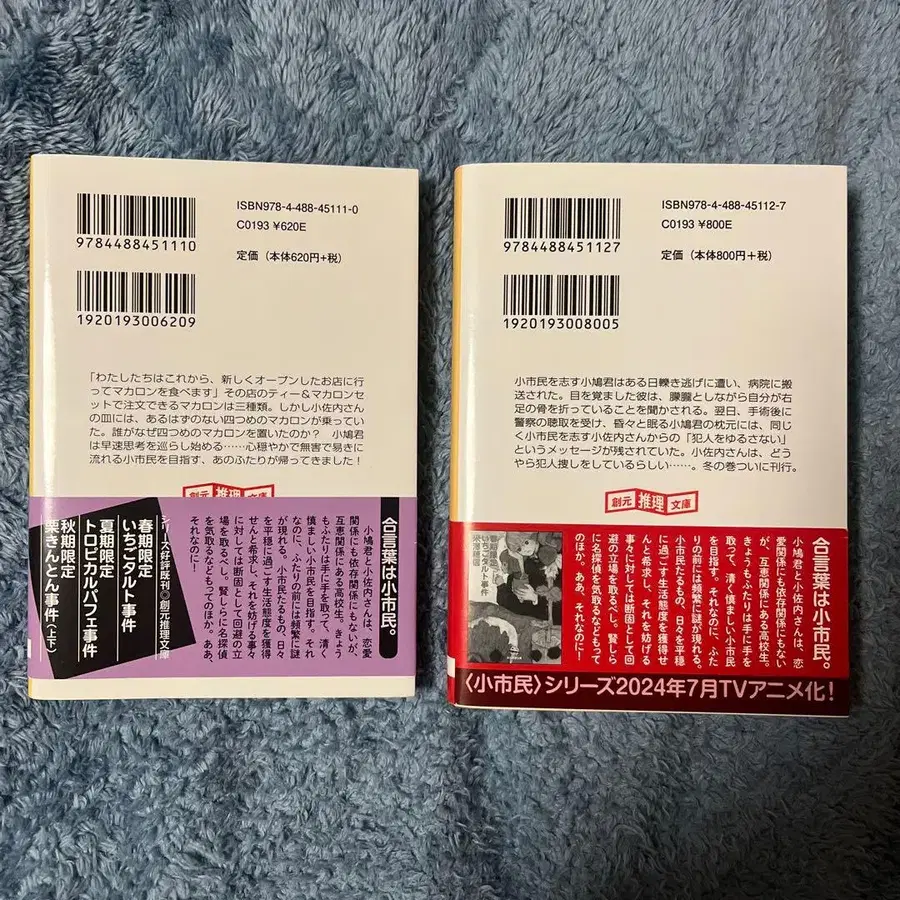 9784488451110
ISBN978-4-488-45111-0
C0193 ¥620E
定価（本体620円+税）
1920193006209
「わたしたちはこれから、新しくオープンしたお店に行
ってマカロンを食べます」その店のティー＆マカロンセ
ットで注文できるマカロンは三種類。しかし小佐内さん
の皿には、あるはずのない四つめのマカロンが乗ってい
た。誰がなぜ四つめのマカロンを置いたのか？　小鳩君
は早速思考を巡らし始める……心穏やかで無害で易きに
流れる小市民を目指す、あのふたりが帰ってきました！
創元推理文庫
合言葉は小市民。
小鳩君と小佐内さんは、恋愛
関係にも依存関係にもないが、
互恵関係にある高校生。きょう
もふたりは手に手を取って、清く
慎ましい小市民を目指す。それ
なのに、ふたりの前には頻繁に謎
が現れる。小市民たるもの、日々
を平穏に過ごす生活態度を獲得
せんと希求し、それを妨げる事々
に対しては断固として回避の立
場を取るべし。賢しらに名探偵
を気取るなどもってのほか。ああ、
それなのに！
シリーズ好評既刊◎創元推理文庫
春期限定
いちごタルト事件
夏期限定
トロピカルパフェ事件
秋期限定
栗きんとん事件〈上下〉
9784488451127
ISBN978-4-488-45112-7
C0193 ¥800E
定価（本体800円+税）
1920193008005
小市民を志す小鳩君はある日轢き逃げに遭い、病院に搬
送された。目を覚ました彼は、朦朧としながら自分が右
足の骨を折っていることを聞かされる。翌日、手術後に
警察の聴取を受け、昏々と眠る小鳩君の枕元には、同じ
く小市民を志す小佐内さんからの「犯人をゆるさない」
というメッセージが残されていた。小佐内さんは、どう
やら犯人捜しをしているらしい……。冬の巻ついに刊行。
創元推理文庫
合言葉は小市民。
小鳩君と小佐内さんは、恋
愛関係にも依存関係にもない
が、互恵関係にある高校生。
きょうもふたりは手に手を
取って、清く慎ましい小市民
を目指す。それなのに、ふた
りの前には頻繁に謎が現れる。
小市民たるもの、日々を平穏
に過ごす生活態度を獲得せ
んと希求し、それを妨げる
事々に対しては断固として回
避の立場を取るべし。賢しら
に名探偵を気取るなどもって
のほか。ああ、それなのに！
春期限定
いちごタルト事件
米澤穂信
〈小市民〉シリーズ2024年7月TVアニメ化！